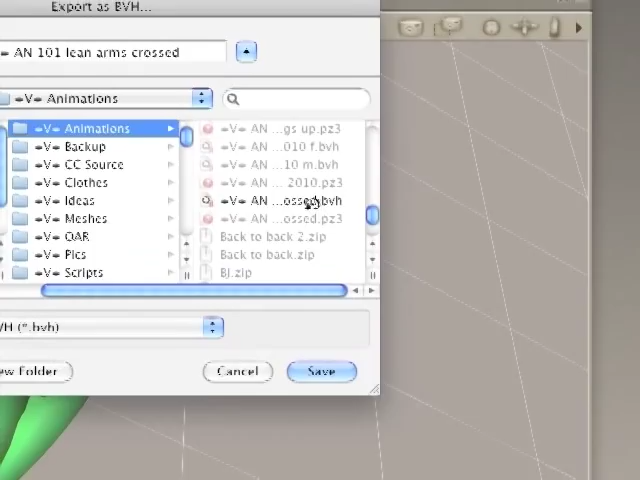 Export as BVH...
=V= AN 101 lean arms crossed
=V= Animations
=V= Animations
=V= Backup
=V= CC Source
=V= Clothes
=V= Ideas
=V= Meshes
=V= OAR
=V= Pics
=V= Scripts
=V= AN ...gs up.pz3
=V= AN ...010 f.bvh
=V= AN ...10 m.bvh
=V= AN ... 2010.pz3
=V= AN ...ossed.bvh
=V= AN ...ossed.pz3
Back to back 2.zip
Back to back.zip
BJ.zip
VH (*.bvh)
ew Folder
Cancel
Save